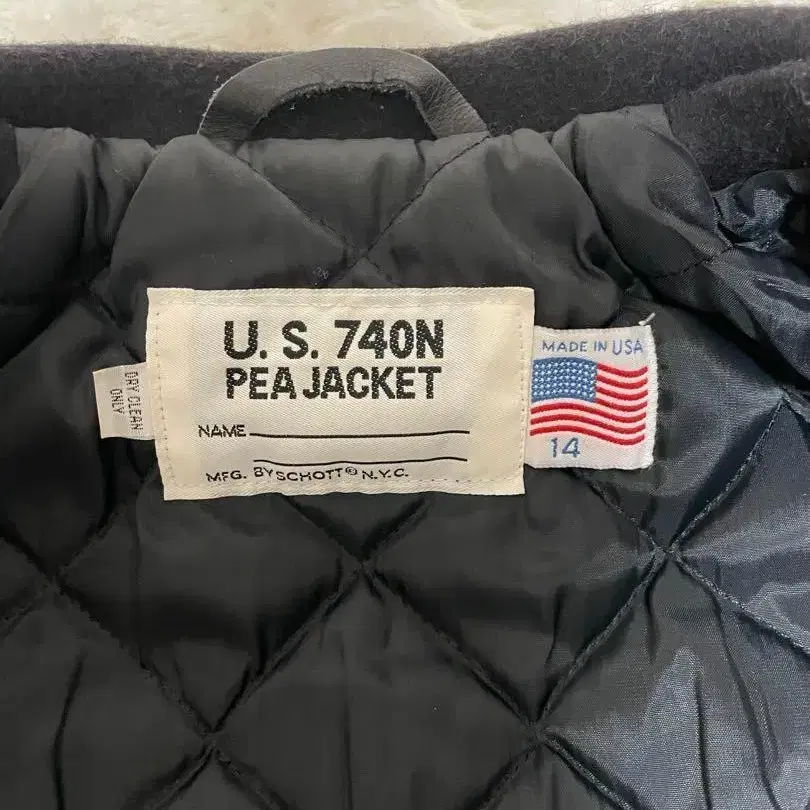 U. S. 740N
PEA JACKET
NAME
MFG. BY SCHOTT® N.Y.C.
DRY CLEAN
ONLY
MADE IN USA
14